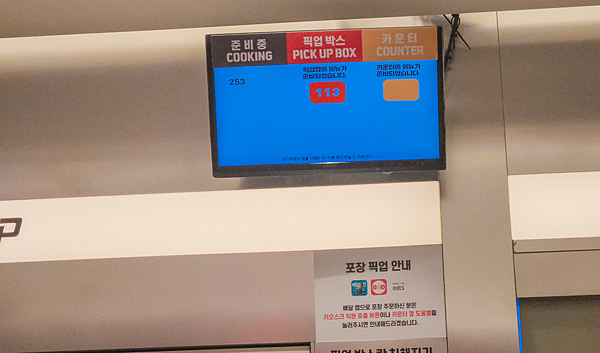 준비중
COOKING
픽업 박스
PICK UP BOX
카운터
COUNTER
253
픽업함에 메뉴가
준비되었습니다.
113
카운터에 메뉴가
준비되었습니다.
P
포장 픽업 안내
eats
배달 앱으로 포장 주문하신 분은
키오스크 직원 호출 버튼이나 카운터 앞 도움벨을
눌러주시면 안내해드리겠습니다.